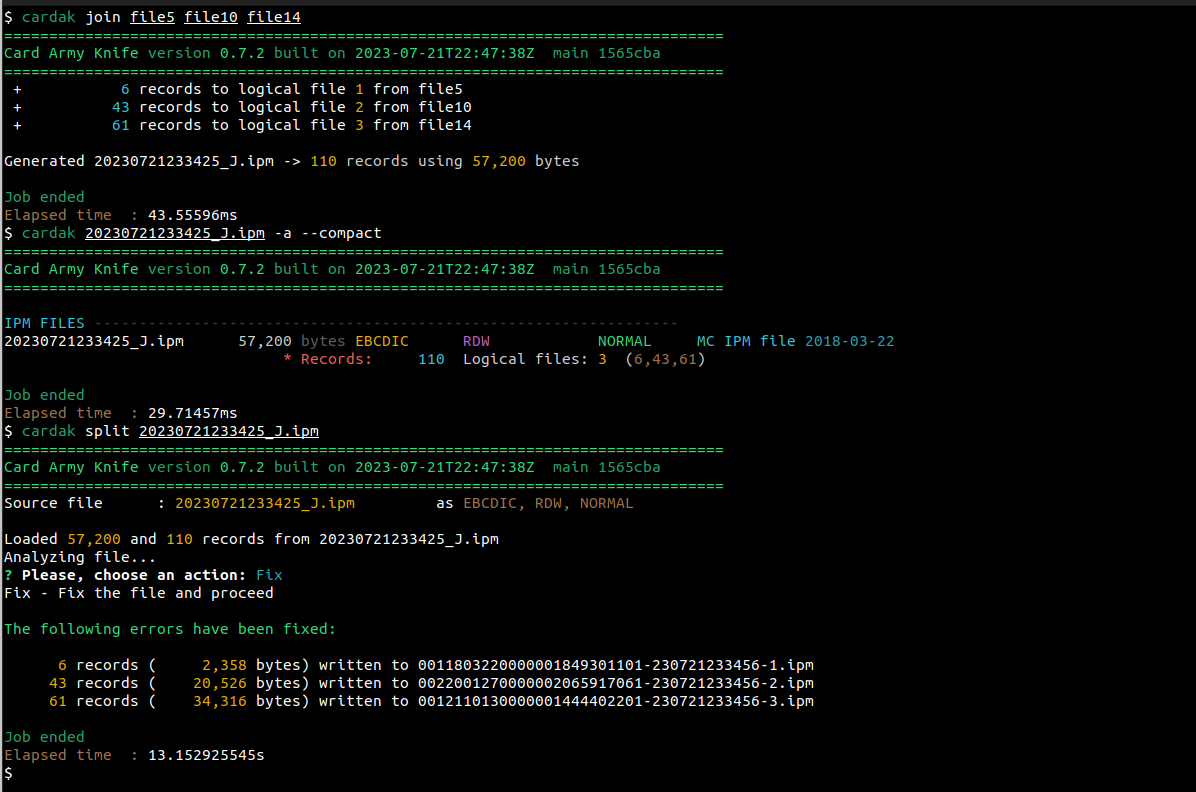 $ cardak join file5 file10 file14
================================================================================
Card Army Knife version 0.7.2 built on 2023-07-21T22:47:38Z  main 1565cba
================================================================================
 +           6 records to logical file 1 from file5
 +          43 records to logical file 2 from file10
 +          61 records to logical file 3 from file14
Generated 20230721233425_J.ipm -> 110 records using 57,200 bytes
Job ended
Elapsed time  : 43.55596ms
$ cardak 20230721233425_J.ipm -a --compact
================================================================================
Card Army Knife version 0.7.2 built on 2023-07-21T22:47:38Z  main 1565cba
================================================================================
IPM FILES -----------------------------------------------------------------
20230721233425_J.ipm      57,200 bytes EBCDIC      RDW            NORMAL     MC IPM file 2018-03-22
                               * Records:     110  Logical files: 3  (6,43,61)
Job ended
Elapsed time  : 29.71457ms
$ cardak split 20230721233425_J.ipm
================================================================================
Card Army Knife version 0.7.2 built on 2023-07-21T22:47:38Z  main 1565cba
================================================================================
Source file      : 20230721233425_J.ipm         as EBCDIC, RDW, NORMAL
Loaded 57,200 and 110 records from 20230721233425_J.ipm
Analyzing file...
? Please, choose an action: Fix
Fix - Fix the file and proceed
The following errors have been fixed:
      6 records (     2,358 bytes) written to 0011803220000001849301101-230721233456-1.ipm
     43 records (    20,526 bytes) written to 0022001270000002065917061-230721233456-2.ipm
     61 records (    34,316 bytes) written to 0012110130000001444402201-230721233456-3.ipm
Job ended
Elapsed time  : 13.152925545s
$